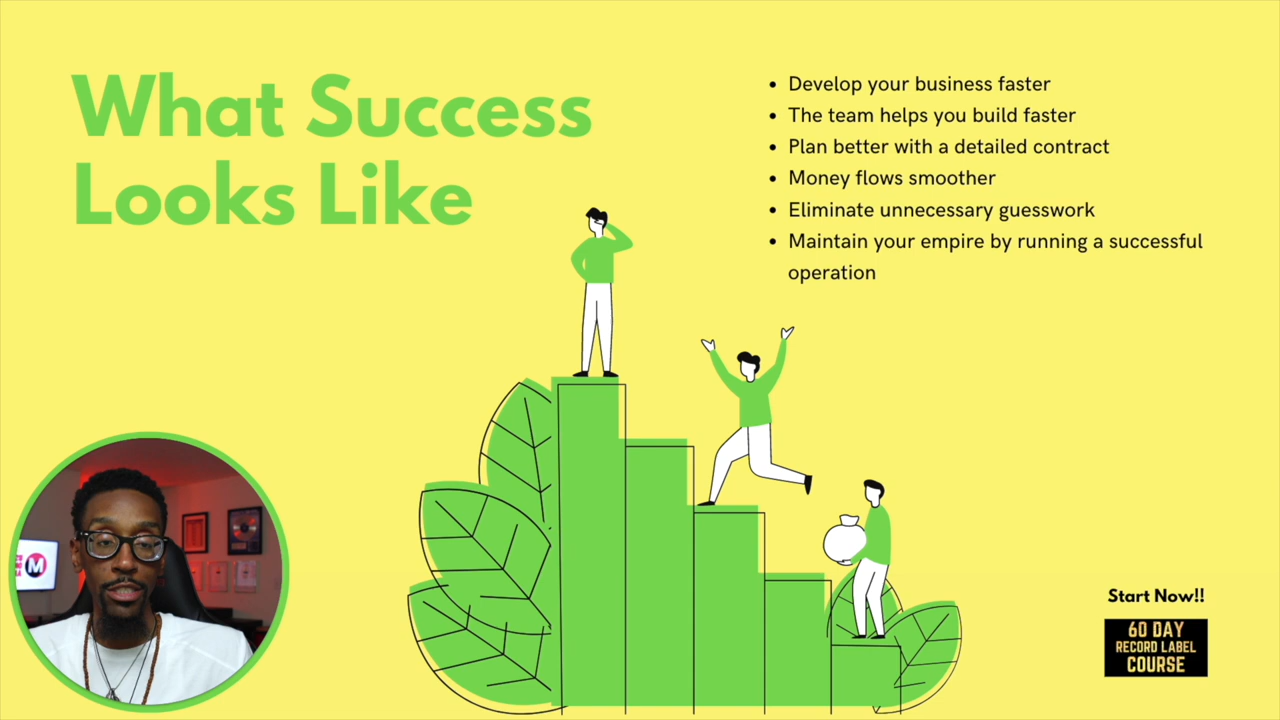 What Success
Looks Like
• Develop your business faster
• The team helps you build faster
• Plan better with a detailed contract
• Money flows smoother
• Eliminate unnecessary guesswork
• Maintain your empire by running a successful
operation
M
Start Now!!
60 DAY
RECORD LABEL
COURSE